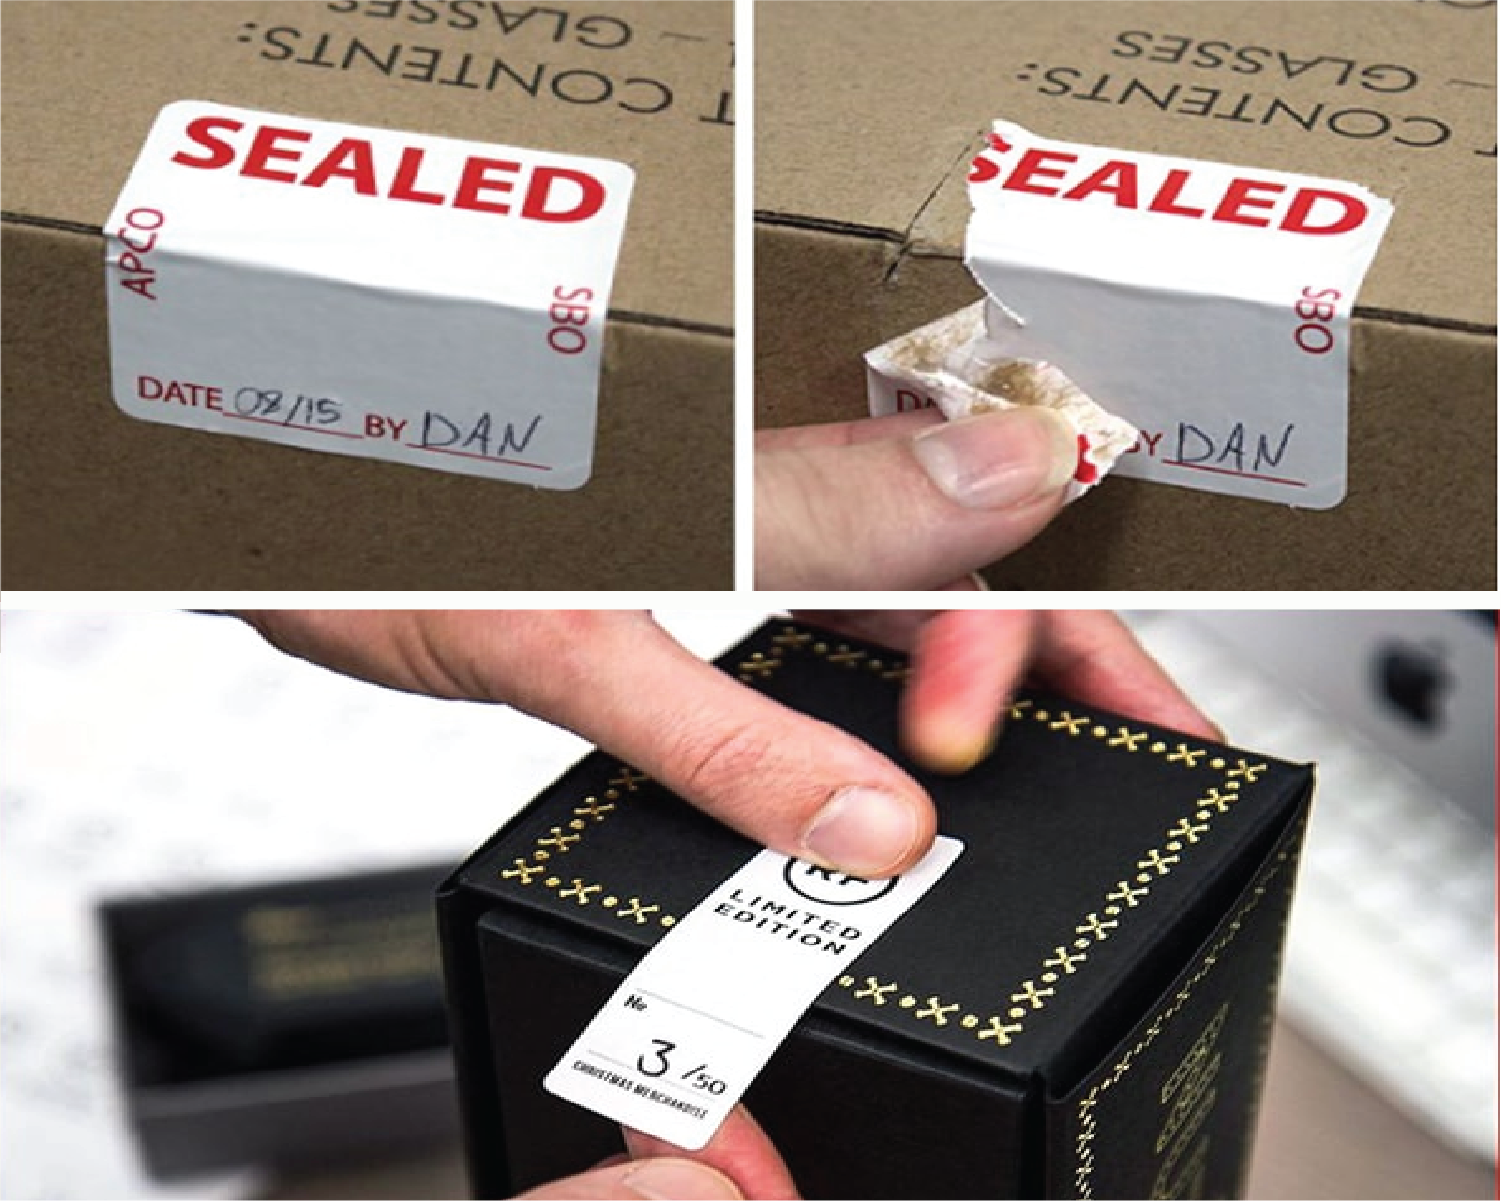 T CONTENTS:
– GLASSES
SEALED
APCO
SBO
DATE 08/15 BY DAN
T CONTENTS:
– GLASSES
SEALED
SBO
BY DAN
RF
LIMITED
EDITION
Nº
3/50
CHRISTMAS MERCHANDISE